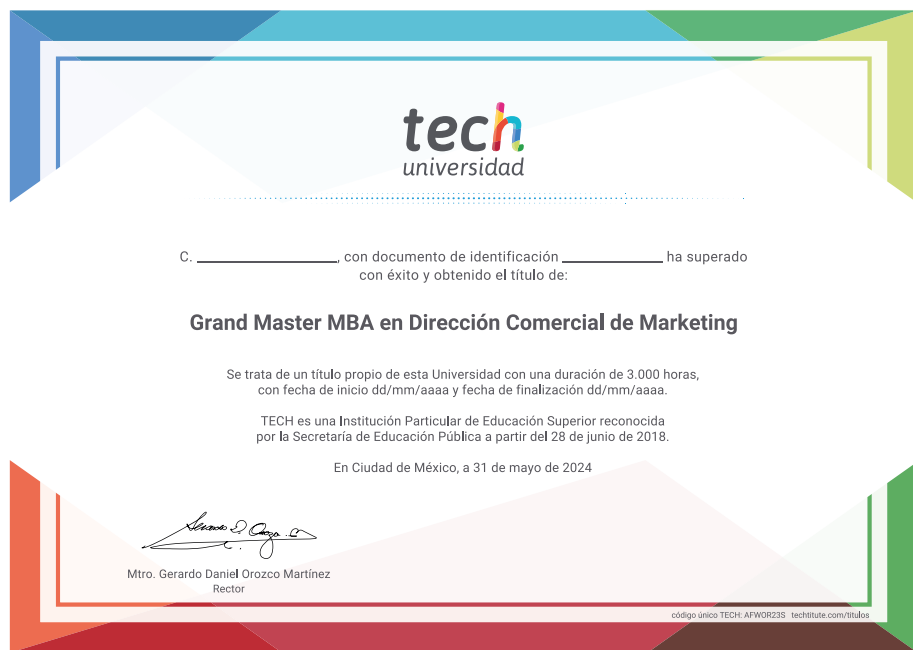 tech
universidad
C. ____________, con documento de identificación ____________ ha superado
con éxito y obtenido el título de:
Grand Master MBA en Dirección Comercial de Marketing
Se trata de un título propio de esta Universidad con una duración de 3.000 horas,
con fecha de inicio dd/mm/aaaa y fecha de finalización dd/mm/aaaa.
TECH es una Institución Particular de Educación Superior reconocida
por la Secretaría de Educación Pública a partir del 28 de junio de 2018.
En Ciudad de México, a 31 de mayo de 2024
Mtro. Gerardo Daniel Orozco Martínez
Rector
código único TECH: AFWOR23S techtitute.com/titulos